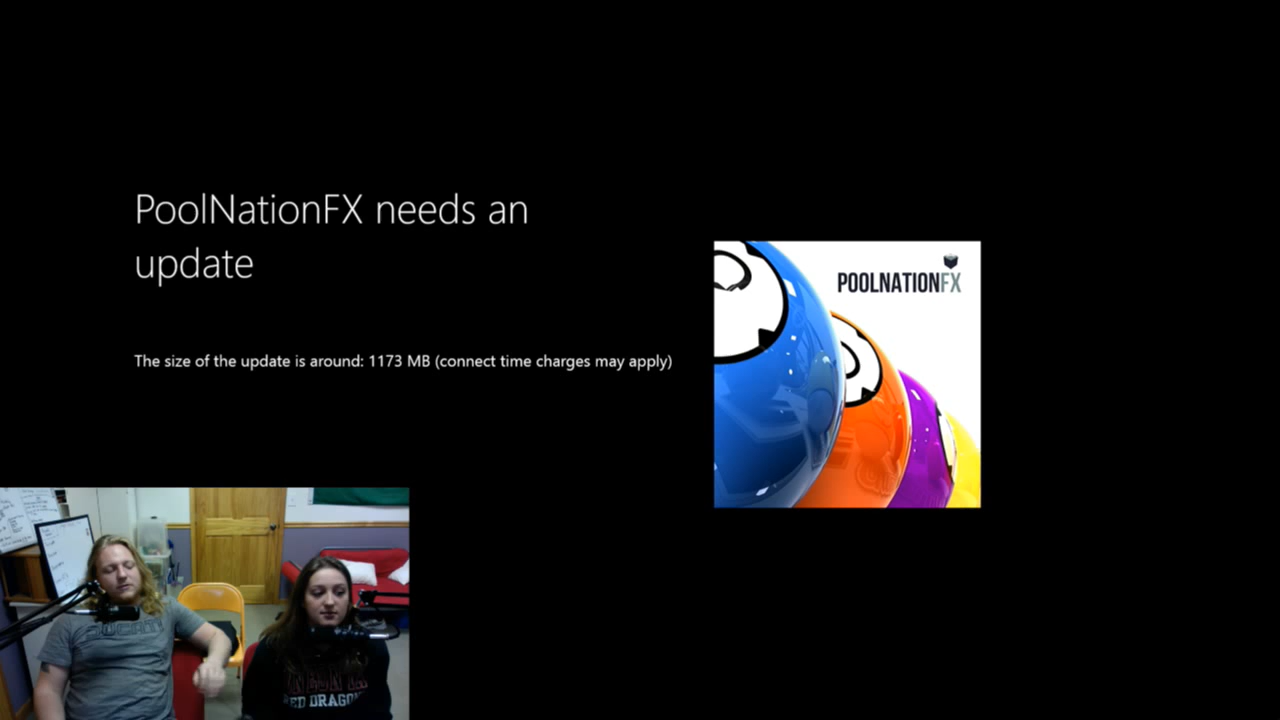 PoolNationFX needs an
update
POOLNATIONFX
The size of the update is around: 1173 MB (connect time charges may apply)
RED DRAGONS